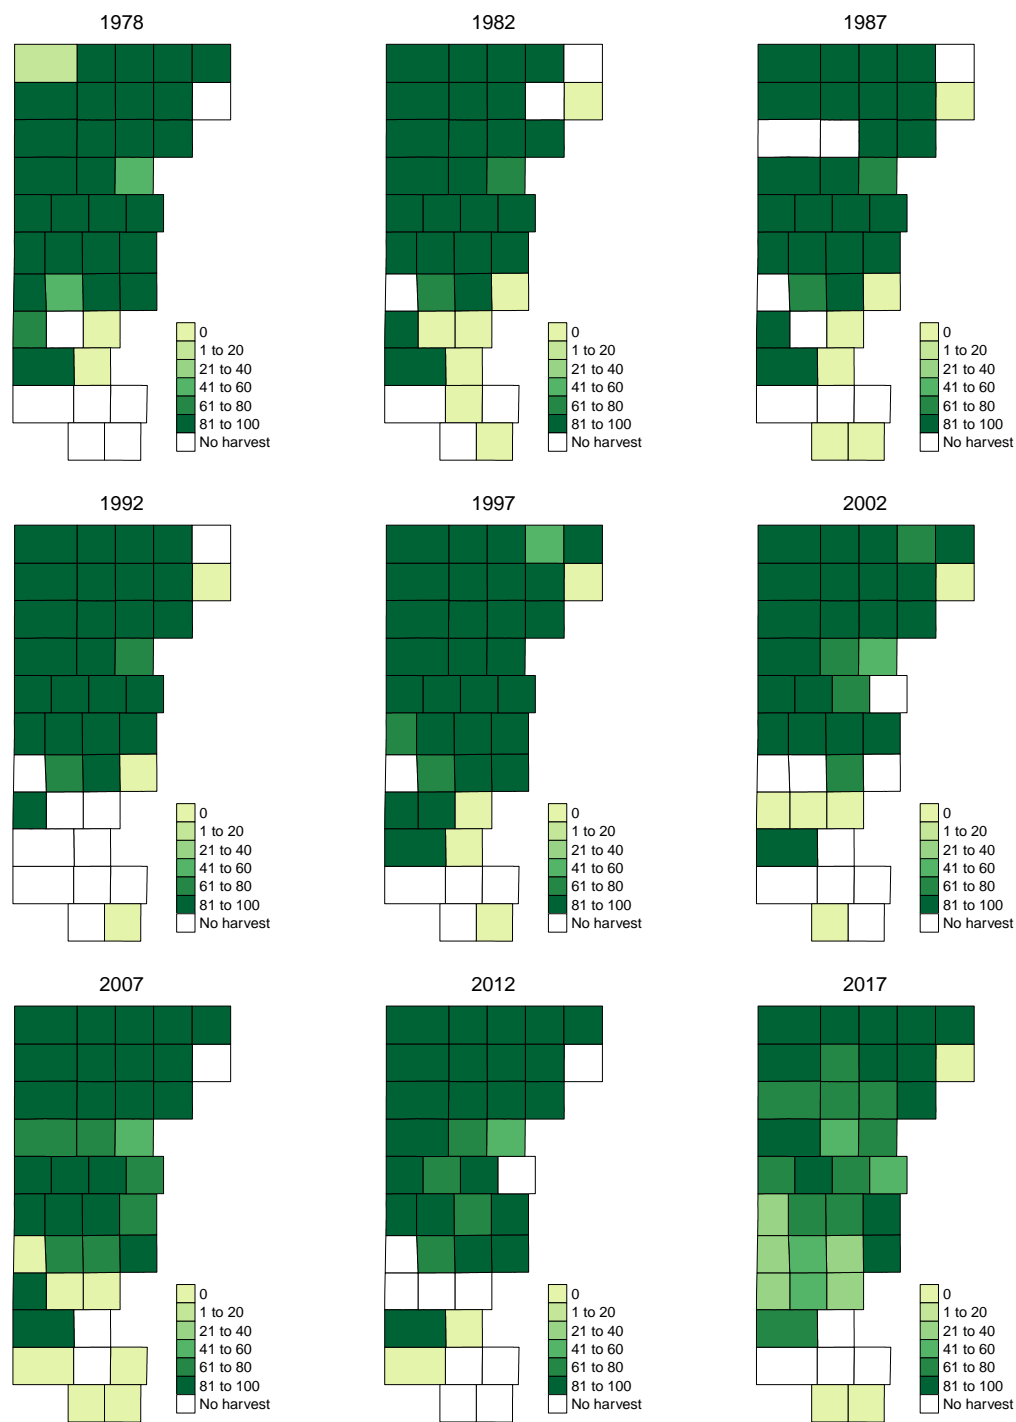 1978
1982
1987
0
1 to 20
21 to 40
41 to 60
61 to 80
81 to 100
No harvest
0
1 to 20
21 to 40
41 to 60
61 to 80
81 to 100
No harvest
0
1 to 20
21 to 40
41 to 60
61 to 80
81 to 100
No harvest
1992
1997
2002
0
1 to 20
21 to 40
41 to 60
61 to 80
81 to 100
No harvest
0
1 to 20
21 to 40
41 to 60
61 to 80
81 to 100
No harvest
0
1 to 20
21 to 40
41 to 60
61 to 80
81 to 100
No harvest
2007
2012
2017
0
1 to 20
21 to 40
41 to 60
61 to 80
81 to 100
No harvest
0
1 to 20
21 to 40
41 to 60
61 to 80
81 to 100
No harvest
0
1 to 20
21 to 40
41 to 60
61 to 80
81 to 100
No harvest